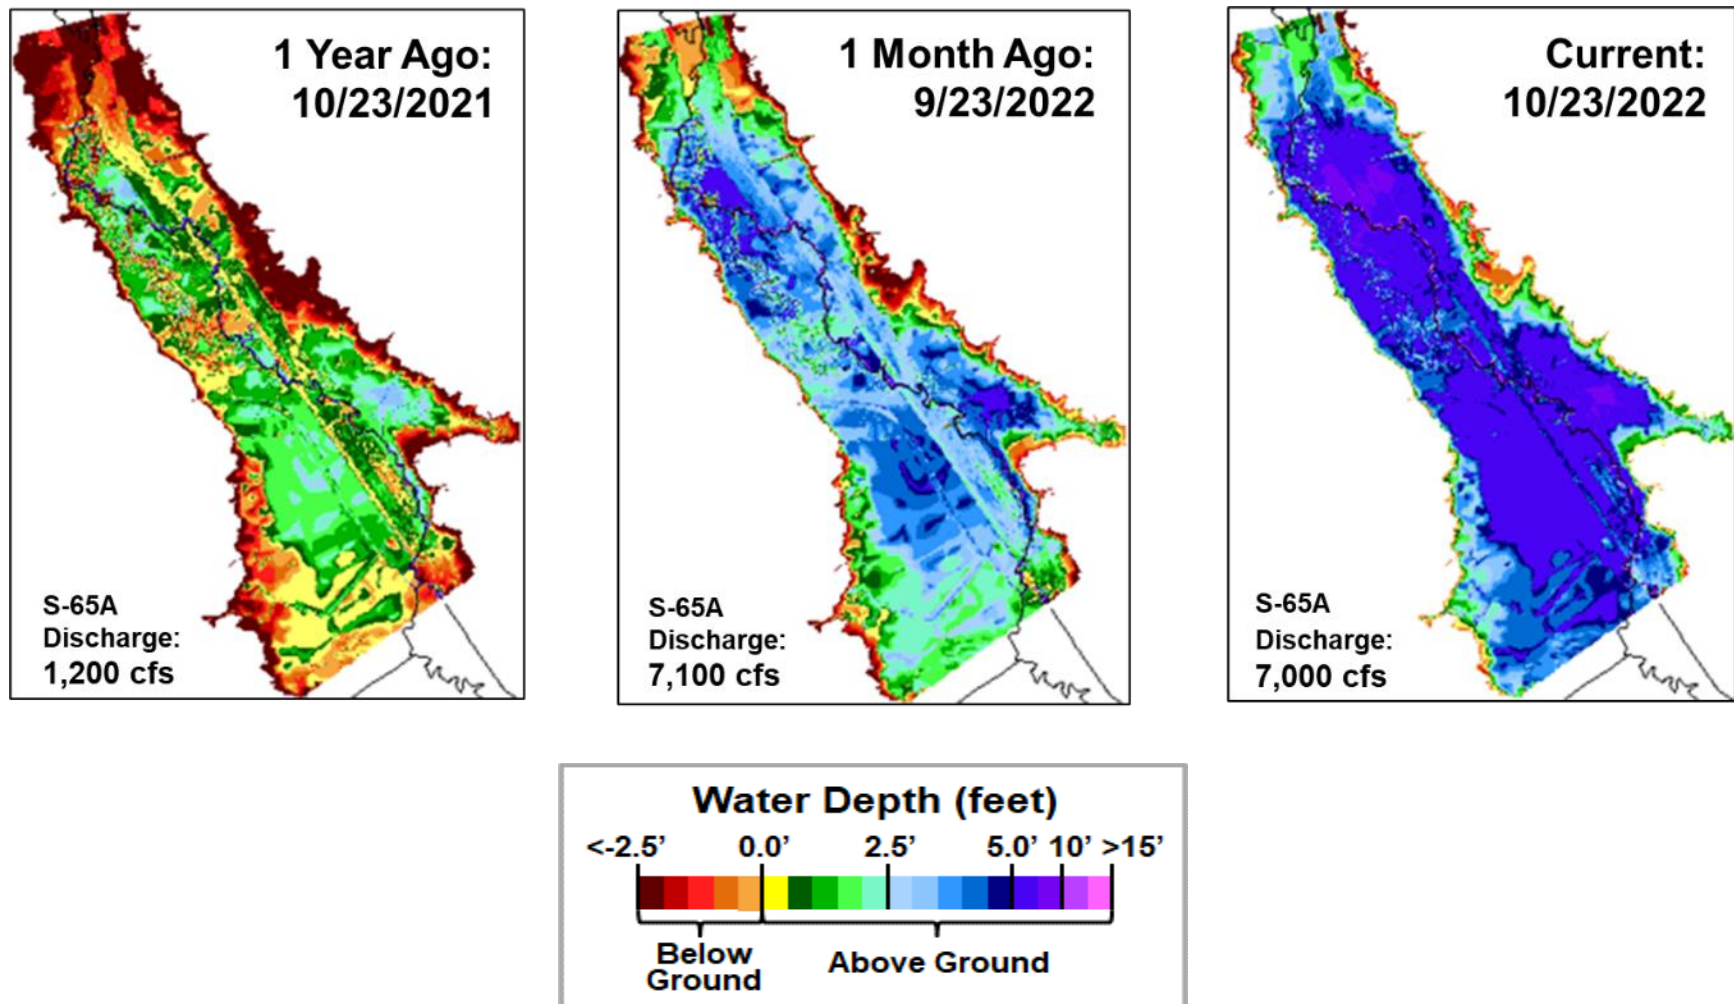 1 Year Ago:
10/23/2021
S-65A
Discharge:
1,200 cfs
1 Month Ago:
9/23/2022
S-65A
Discharge:
7,100 cfs
Current:
10/23/2022
S-65A
Discharge:
7,000 cfs
Water Depth (feet)
<-2.5’ 0.0’ 2.5’ 5.0’ 10’ >15’
Below
Ground
Above Ground